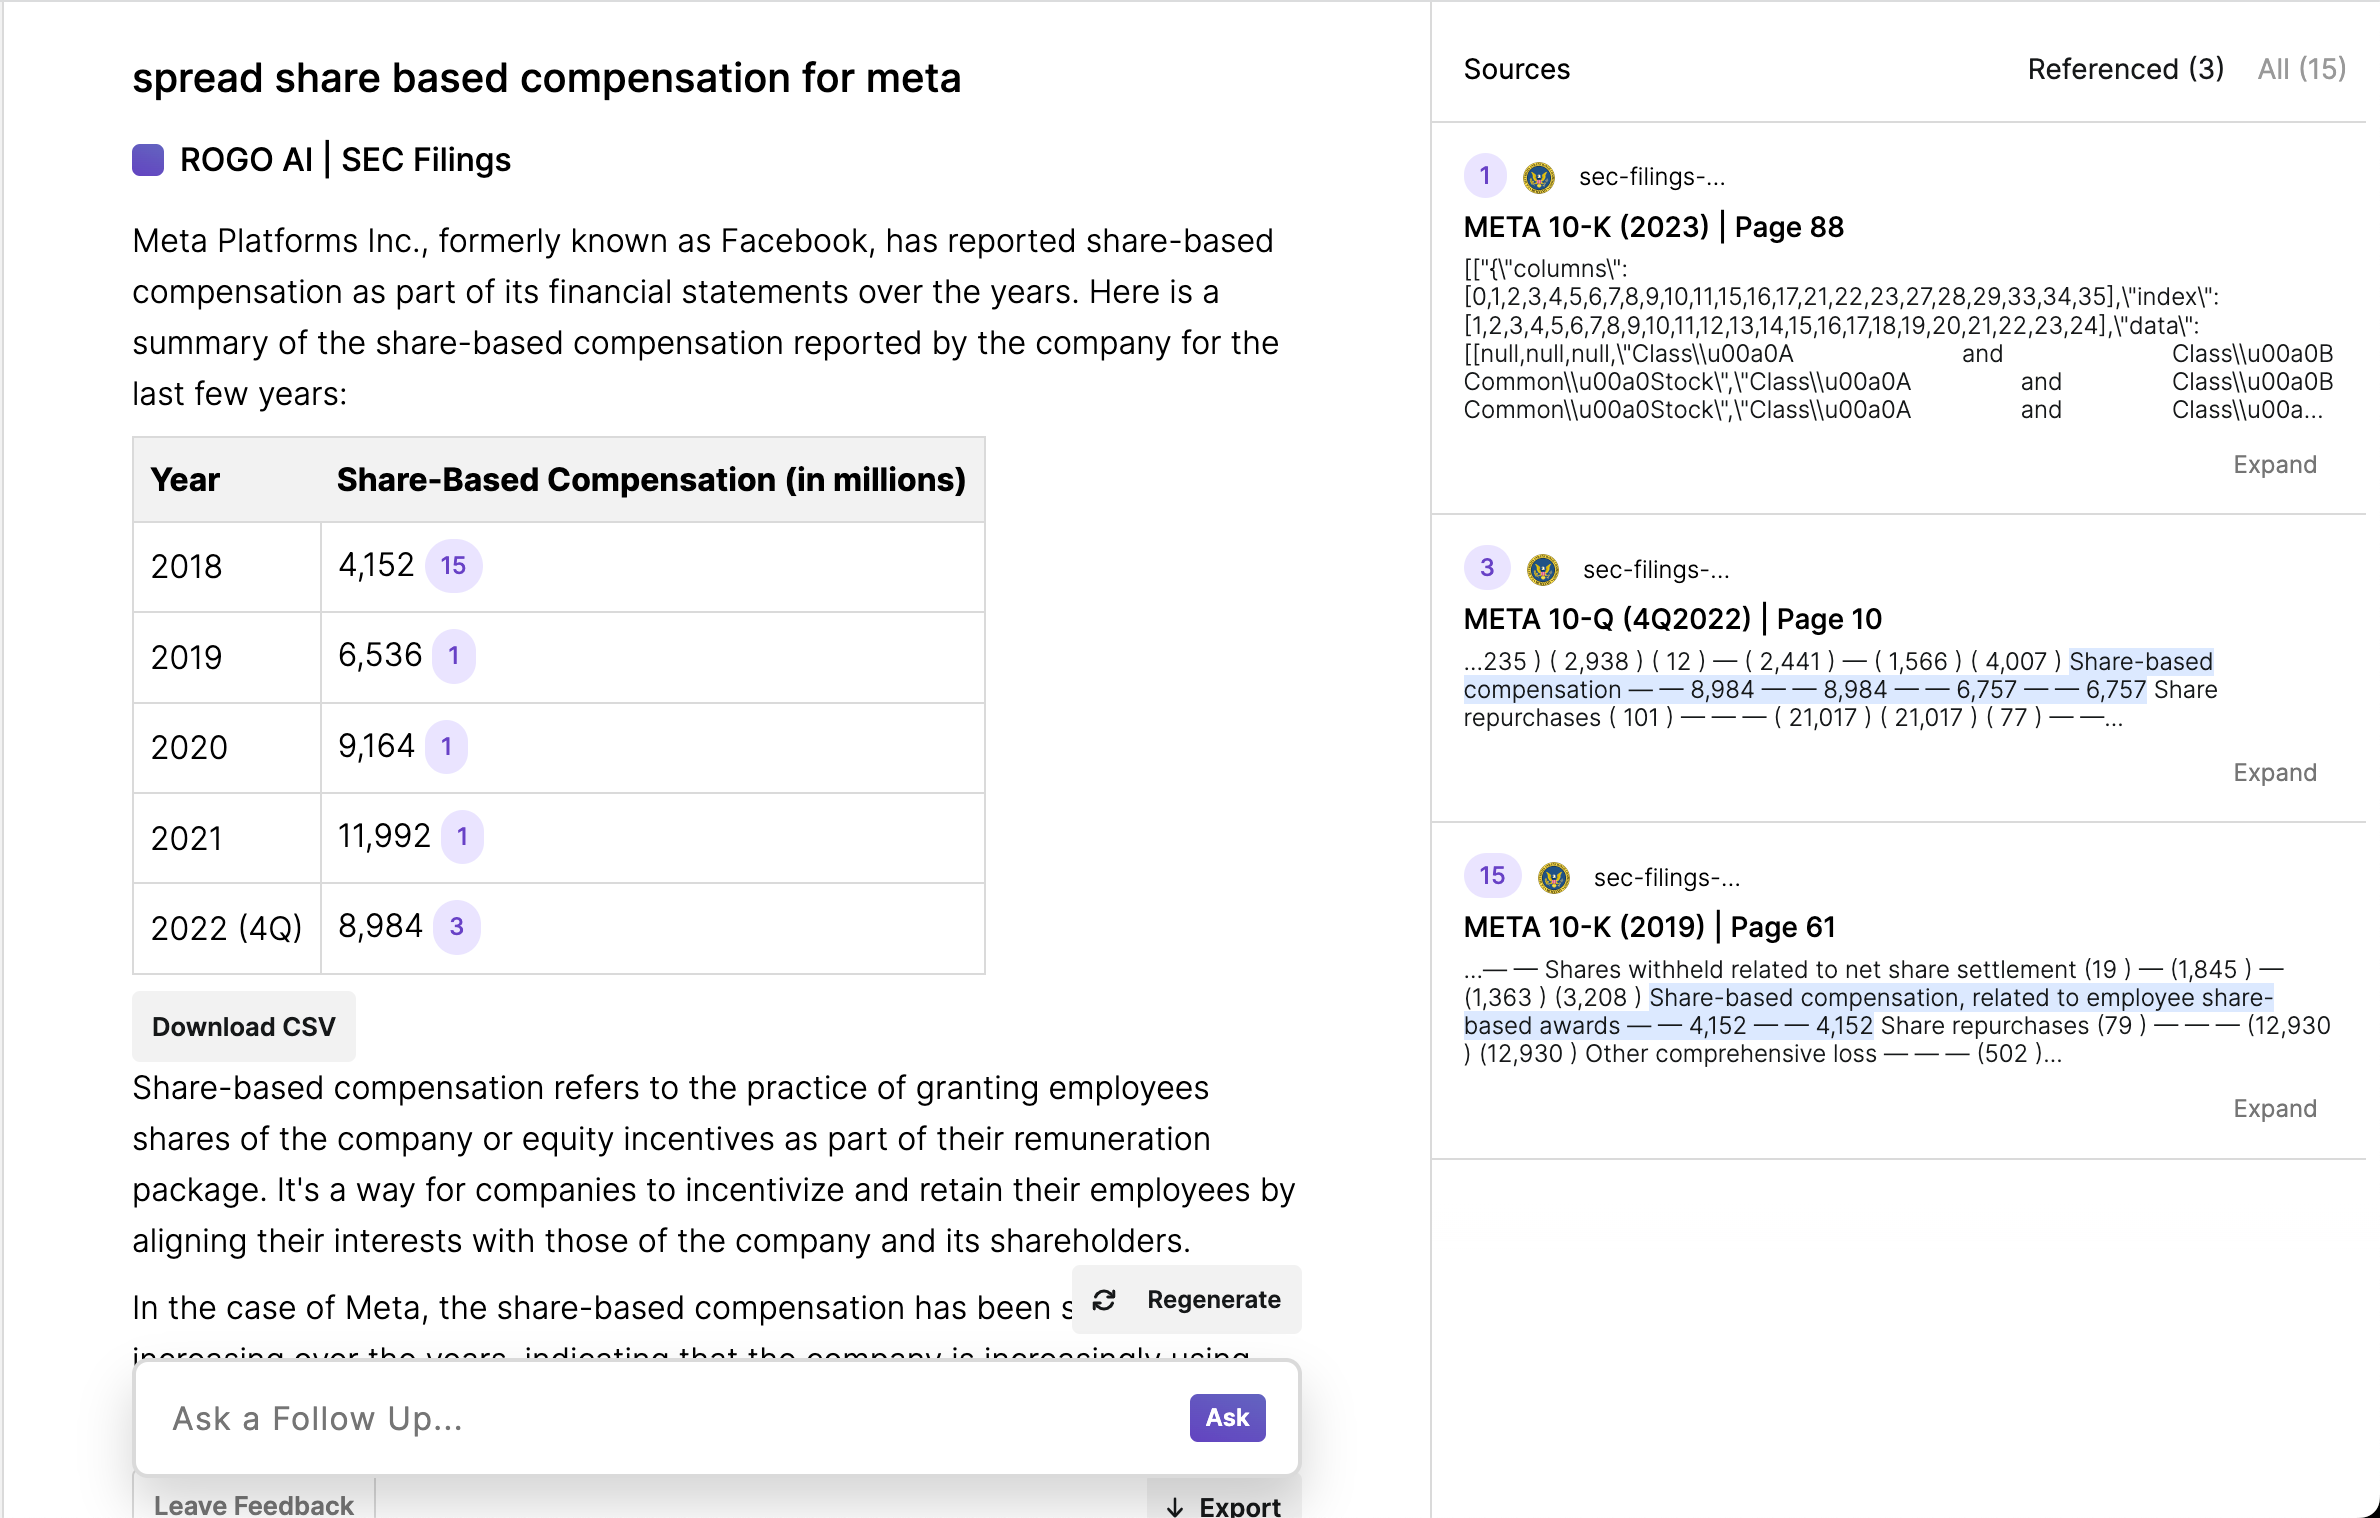 spread share based compensation for meta
ROGO AI | SEC Filings
Meta Platforms Inc., formerly known as Facebook, has reported share-based
compensation as part of its financial statements over the years. Here is a
summary of the share-based compensation reported by the company for the
last few years:
Year Share-Based Compensation (in millions)
2018 4,152 15
2019 6,536 1
2020 9,164 1
2021 11,992 1
2022 (4Q) 8,984 3
Download CSV
Share-based compensation refers to the practice of granting employees
shares of the company or equity incentives as part of their remuneration
package. It's a way for companies to incentivize and retain their employees by
aligning their interests with those of the company and its shareholders.
In the case of Meta, the share-based compensation has been s
Regenerate
increasing over the years, indicating that the company is increasingly using
Ask a Follow Up...
Ask
Leave Feedback
Export
Sources
Referenced (3) All (15)
1 sec-filings-...
META 10-K (2023) | Page 88
[["{\"columns\":
[0,1,2,3,4,5,6,7,8,9,10,11,15,16,17,21,22,23,27,28,29,33,34,35],\"index\":
[1,2,3,4,5,6,7,8,9,10,11,12,13,14,15,16,17,18,19,20,21,22,23,24],\"data\":
[[null,null,null,\"Class\\u00a0A and Class\\u00a0B
Common\\u00a0Stock\",\"Class\\u00a0A and Class\\u00a0B
Common\\u00a0Stock\",\"Class\\u00a0A and Class\\u00a...
Expand
3 sec-filings-...
META 10-Q (4Q2022) | Page 10
...235 ) ( 2,938 ) ( 12 ) — ( 2,441 ) — ( 1,566 ) ( 4,007 ) Share-based
compensation — — 8,984 — — 8,984 — — 6,757 — — 6,757 Share
repurchases ( 101 ) — — — ( 21,017 ) ( 21,017 ) ( 77 ) — —...
Expand
15 sec-filings-...
META 10-K (2019) | Page 61
...— — Shares withheld related to net share settlement (19 ) — (1,845 ) —
(1,363 ) (3,208 ) Share-based compensation, related to employee share-
based awards — — 4,152 — — 4,152 Share repurchases (79 ) — — — (12,930
) (12,930 ) Other comprehensive loss — — — (502 )...
Expand